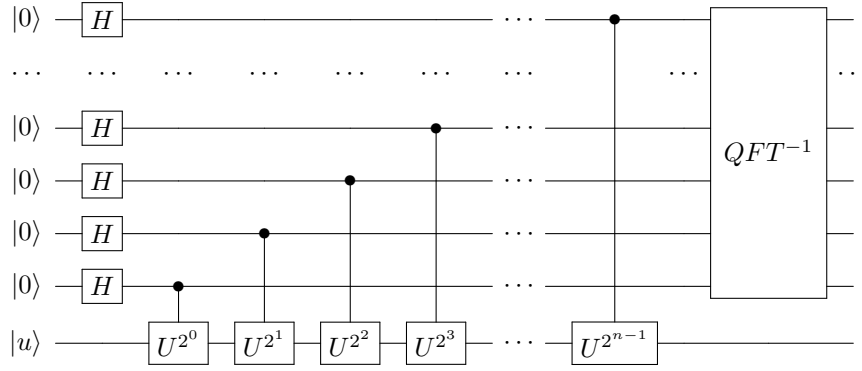 |0⟩ H ··· QFT⁻¹
··· ··· ··· ··· ··· ··· ··· ··· ··
|0⟩ H ···
|0⟩ H ···
|0⟩ H ···
|0⟩ H ···
|u⟩ U^{2^0} U^{2^1} U^{2^2} U^{2^3} ··· U^{2^{n-1}}